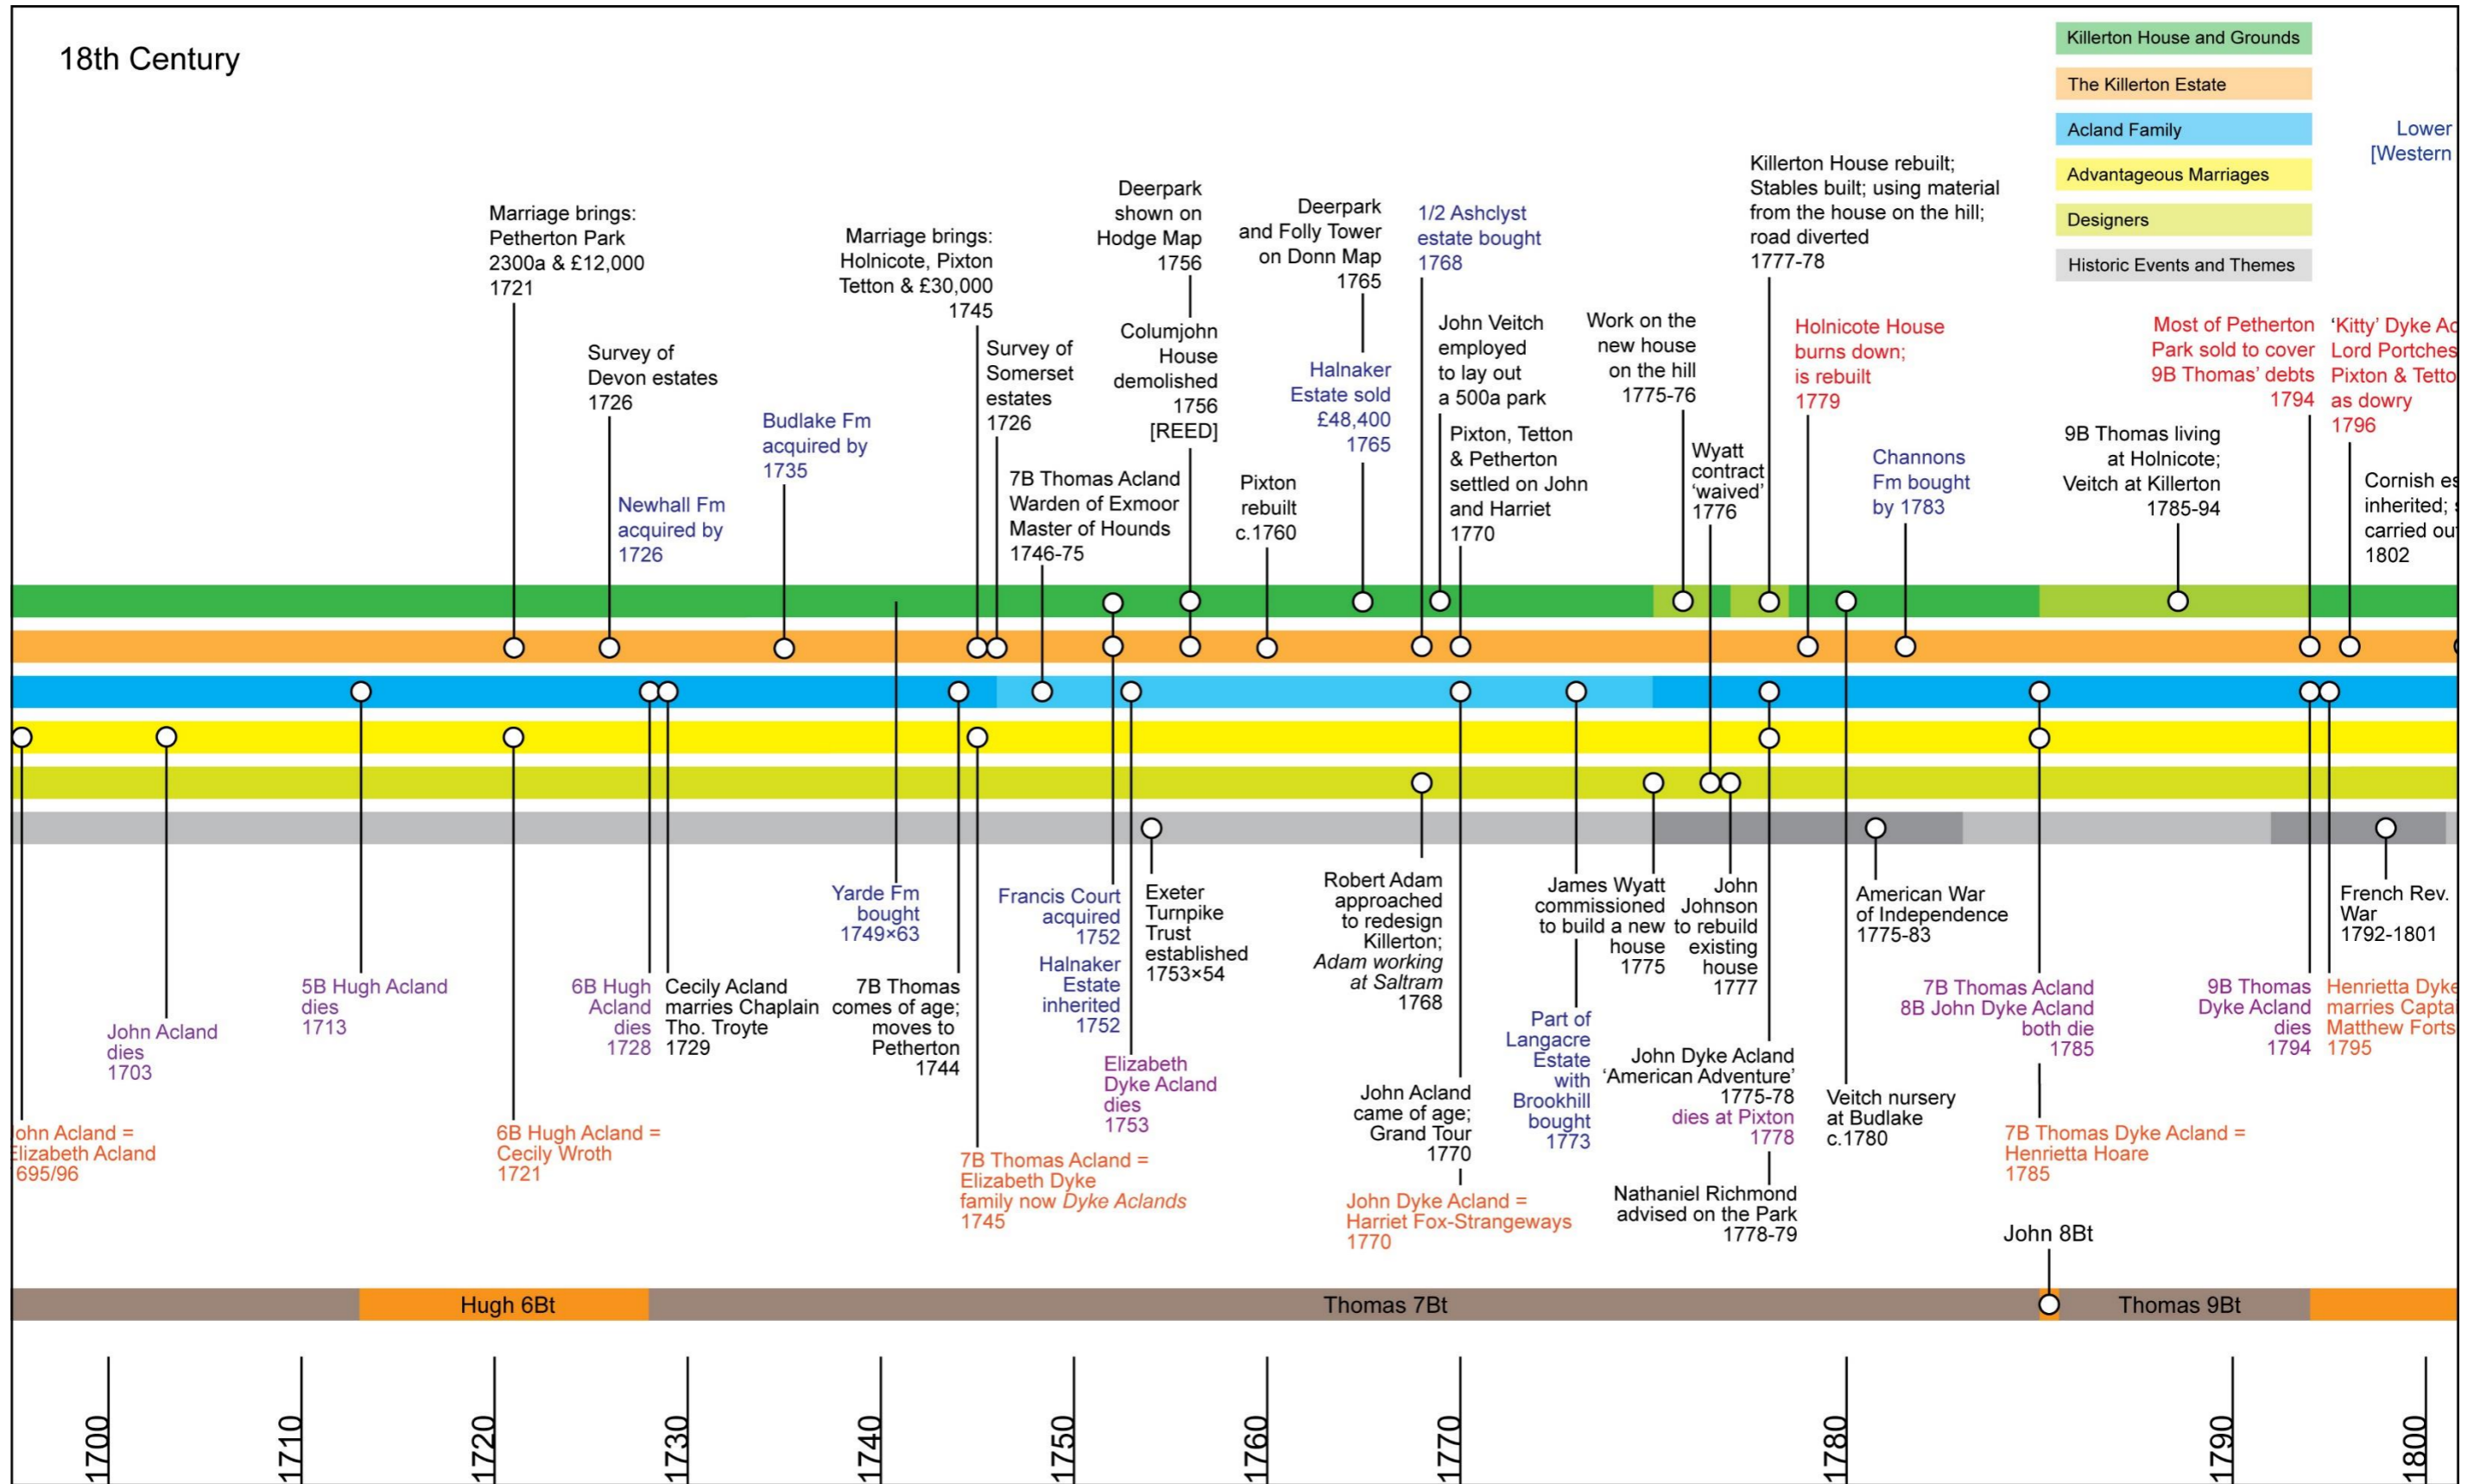 18th Century
Killerton House and Grounds
The Killerton Estate
Acland Family
Advantageous Marriages
Designers
Historic Events and Themes
Lower
[Western
Marriage brings:
Petherton Park
2300a & £12,000
1721
Survey of
Devon estates
1726
Newhall Fm
acquired by
1726
Budlake Fm
acquired by
1735
Marriage brings:
Holnicote, Pixton
Tetton & £30,000
1745
Survey of
Somerset
estates
1726
7B Thomas Acland
Warden of Exmoor
Master of Hounds
1746-75
Deerpark
shown on
Hodge Map
1756
Columjohn
House
demolished
1756
[REED]
Pixton
rebuilt
c.1760
Deerpark
and Folly Tower
on Donn Map
1765
Halnaker
Estate sold
£48,400
1765
1/2 Ashclyst
estate bought
1768
John Veitch
employed
to lay out
a 500a park
Pixton, Tetton
& Petherton
settled on John
and Harriet
1770
Work on the
new house
on the hill
1775-76
Wyatt
contract
‘waived’
1776
Killerton House rebuilt;
Stables built; using material
from the house on the hill;
road diverted
1777-78
Holnicote House
burns down;
is rebuilt
1779
Channons
Fm bought
by 1783
9B Thomas living
at Holnicote;
Veitch at Killerton
1785-94
Most of Petherton
Park sold to cover
9B Thomas’ debts
1794
‘Kitty’ Dyke Ac
Lord Portches
Pixton & Tetto
as dowry
1796
Cornish es
inherited;
carried ou
1802
ohn Acland =
Elizabeth Acland
695/96
John Acland
dies
1703
5B Hugh Acland
dies
1713
6B Hugh Acland =
Cecily Wroth
1721
6B Hugh
Acland
dies
1728
Cecily Acland
marries Chaplain
Tho. Troyte
1729
Yarde Fm
bought
1749×63
7B Thomas
comes of age;
moves to
Petherton
1744
7B Thomas Acland =
Elizabeth Dyke
family now Dyke Aclands
1745
Francis Court
acquired
1752
Halnaker
Estate
inherited
1752
Elizabeth
Dyke Acland
dies
1753
Exeter
Turnpike
Trust
established
1753×54
Robert Adam
approached
to redesign
Killerton;
Adam working
at Saltram
1768
John Acland
came of age;
Grand Tour
1770
John Dyke Acland =
Harriet Fox-Strangeways
1770
James Wyatt
commissioned
to build a new
house
1775
Part of
Langacre
Estate
with
Brookhill
bought
1773
John
Johnson
to rebuild
existing
house
1777
John Dyke Acland
‘American Adventure’
1775-78
dies at Pixton
1778
Nathaniel Richmond
advised on the Park
1778-79
Veitch nursery
at Budlake
c.1780
American War
of Independence
1775-83
7B Thomas Acland
8B John Dyke Acland
both die
1785
7B Thomas Dyke Acland =
Henrietta Hoare
1785
John 8Bt
9B Thomas
Dyke Acland
dies
1794
Henrietta Dyke
marries Captai
Matthew Forts
1795
French Rev.
War
1792-1801
Hugh 6Bt
Thomas 7Bt
Thomas 9Bt
1700
1710
1720
1730
1740
1750
1760
1770
1780
1790
1800